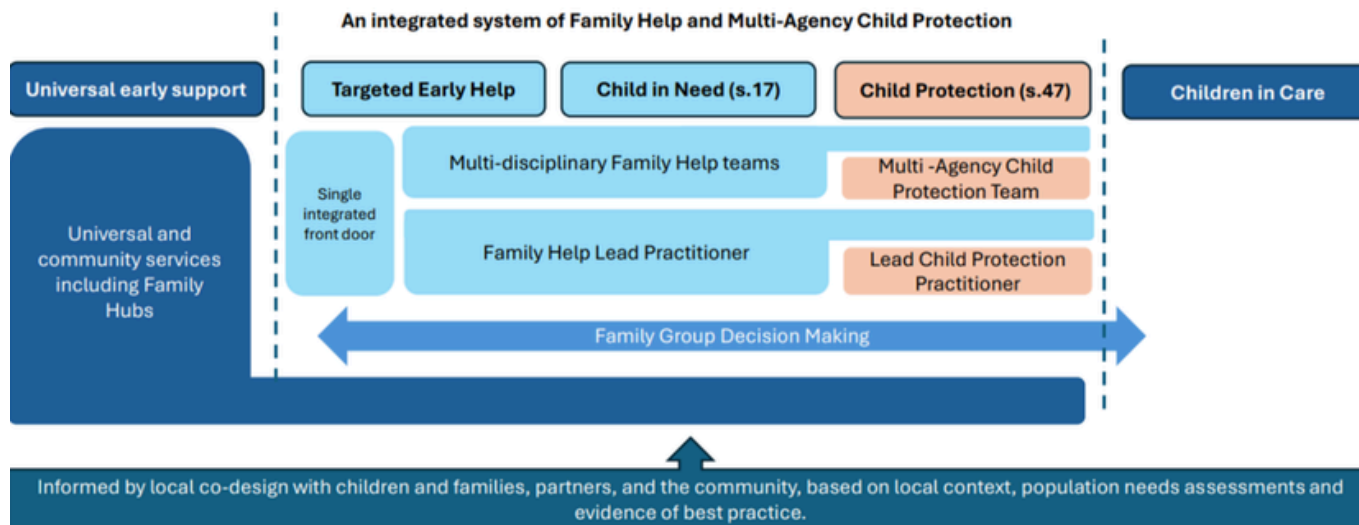 An integrated system of Family Help and Multi-Agency Child Protection
Universal early support
Targeted Early Help
Child in Need (s.17)
Child Protection (s.47)
Children in Care
Universal and
community services
including Family
Hubs
Single
integrated
front door
Multi-disciplinary Family Help teams
Multi -Agency Child
Protection Team
Family Help Lead Practitioner
Lead Child Protection
Practitioner
Family Group Decision Making
Informed by local co-design with children and families, partners, and the community, based on local context, population needs assessments and
evidence of best practice.